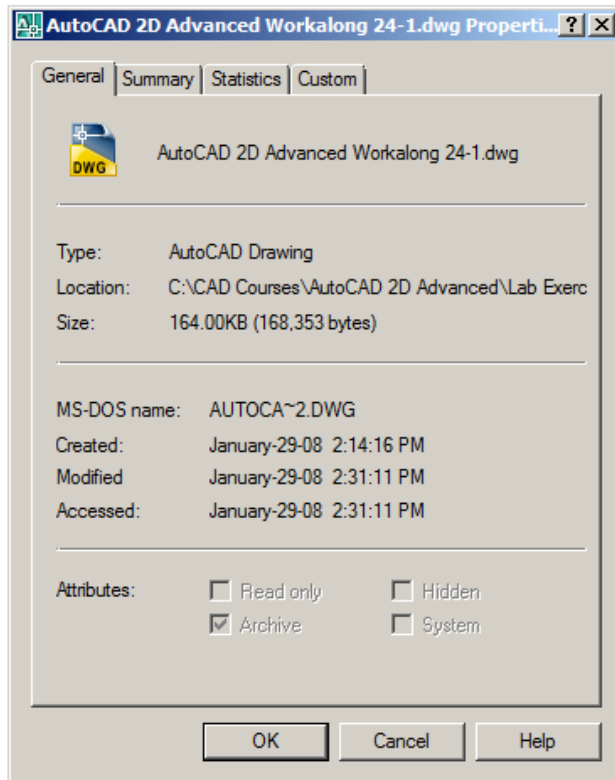 AutoCAD 2D Advanced Workalong 24-1.dwg Properti... ? X
General Summary Statistics Custom
DWG
AutoCAD 2D Advanced Workalong 24-1.dwg
Type: AutoCAD Drawing
Location: C:\CAD Courses\AutoCAD 2D Advanced\Lab Exerc
Size: 164.00KB (168,353 bytes)
MS-DOS name: AUTOCA~2.DWG
Created: January-29-08 2:14:16 PM
Modified January-29-08 2:31:11 PM
Accessed: January-29-08 2:31:11 PM
Attributes: Read only Hidden
Archive System
OK Cancel Help